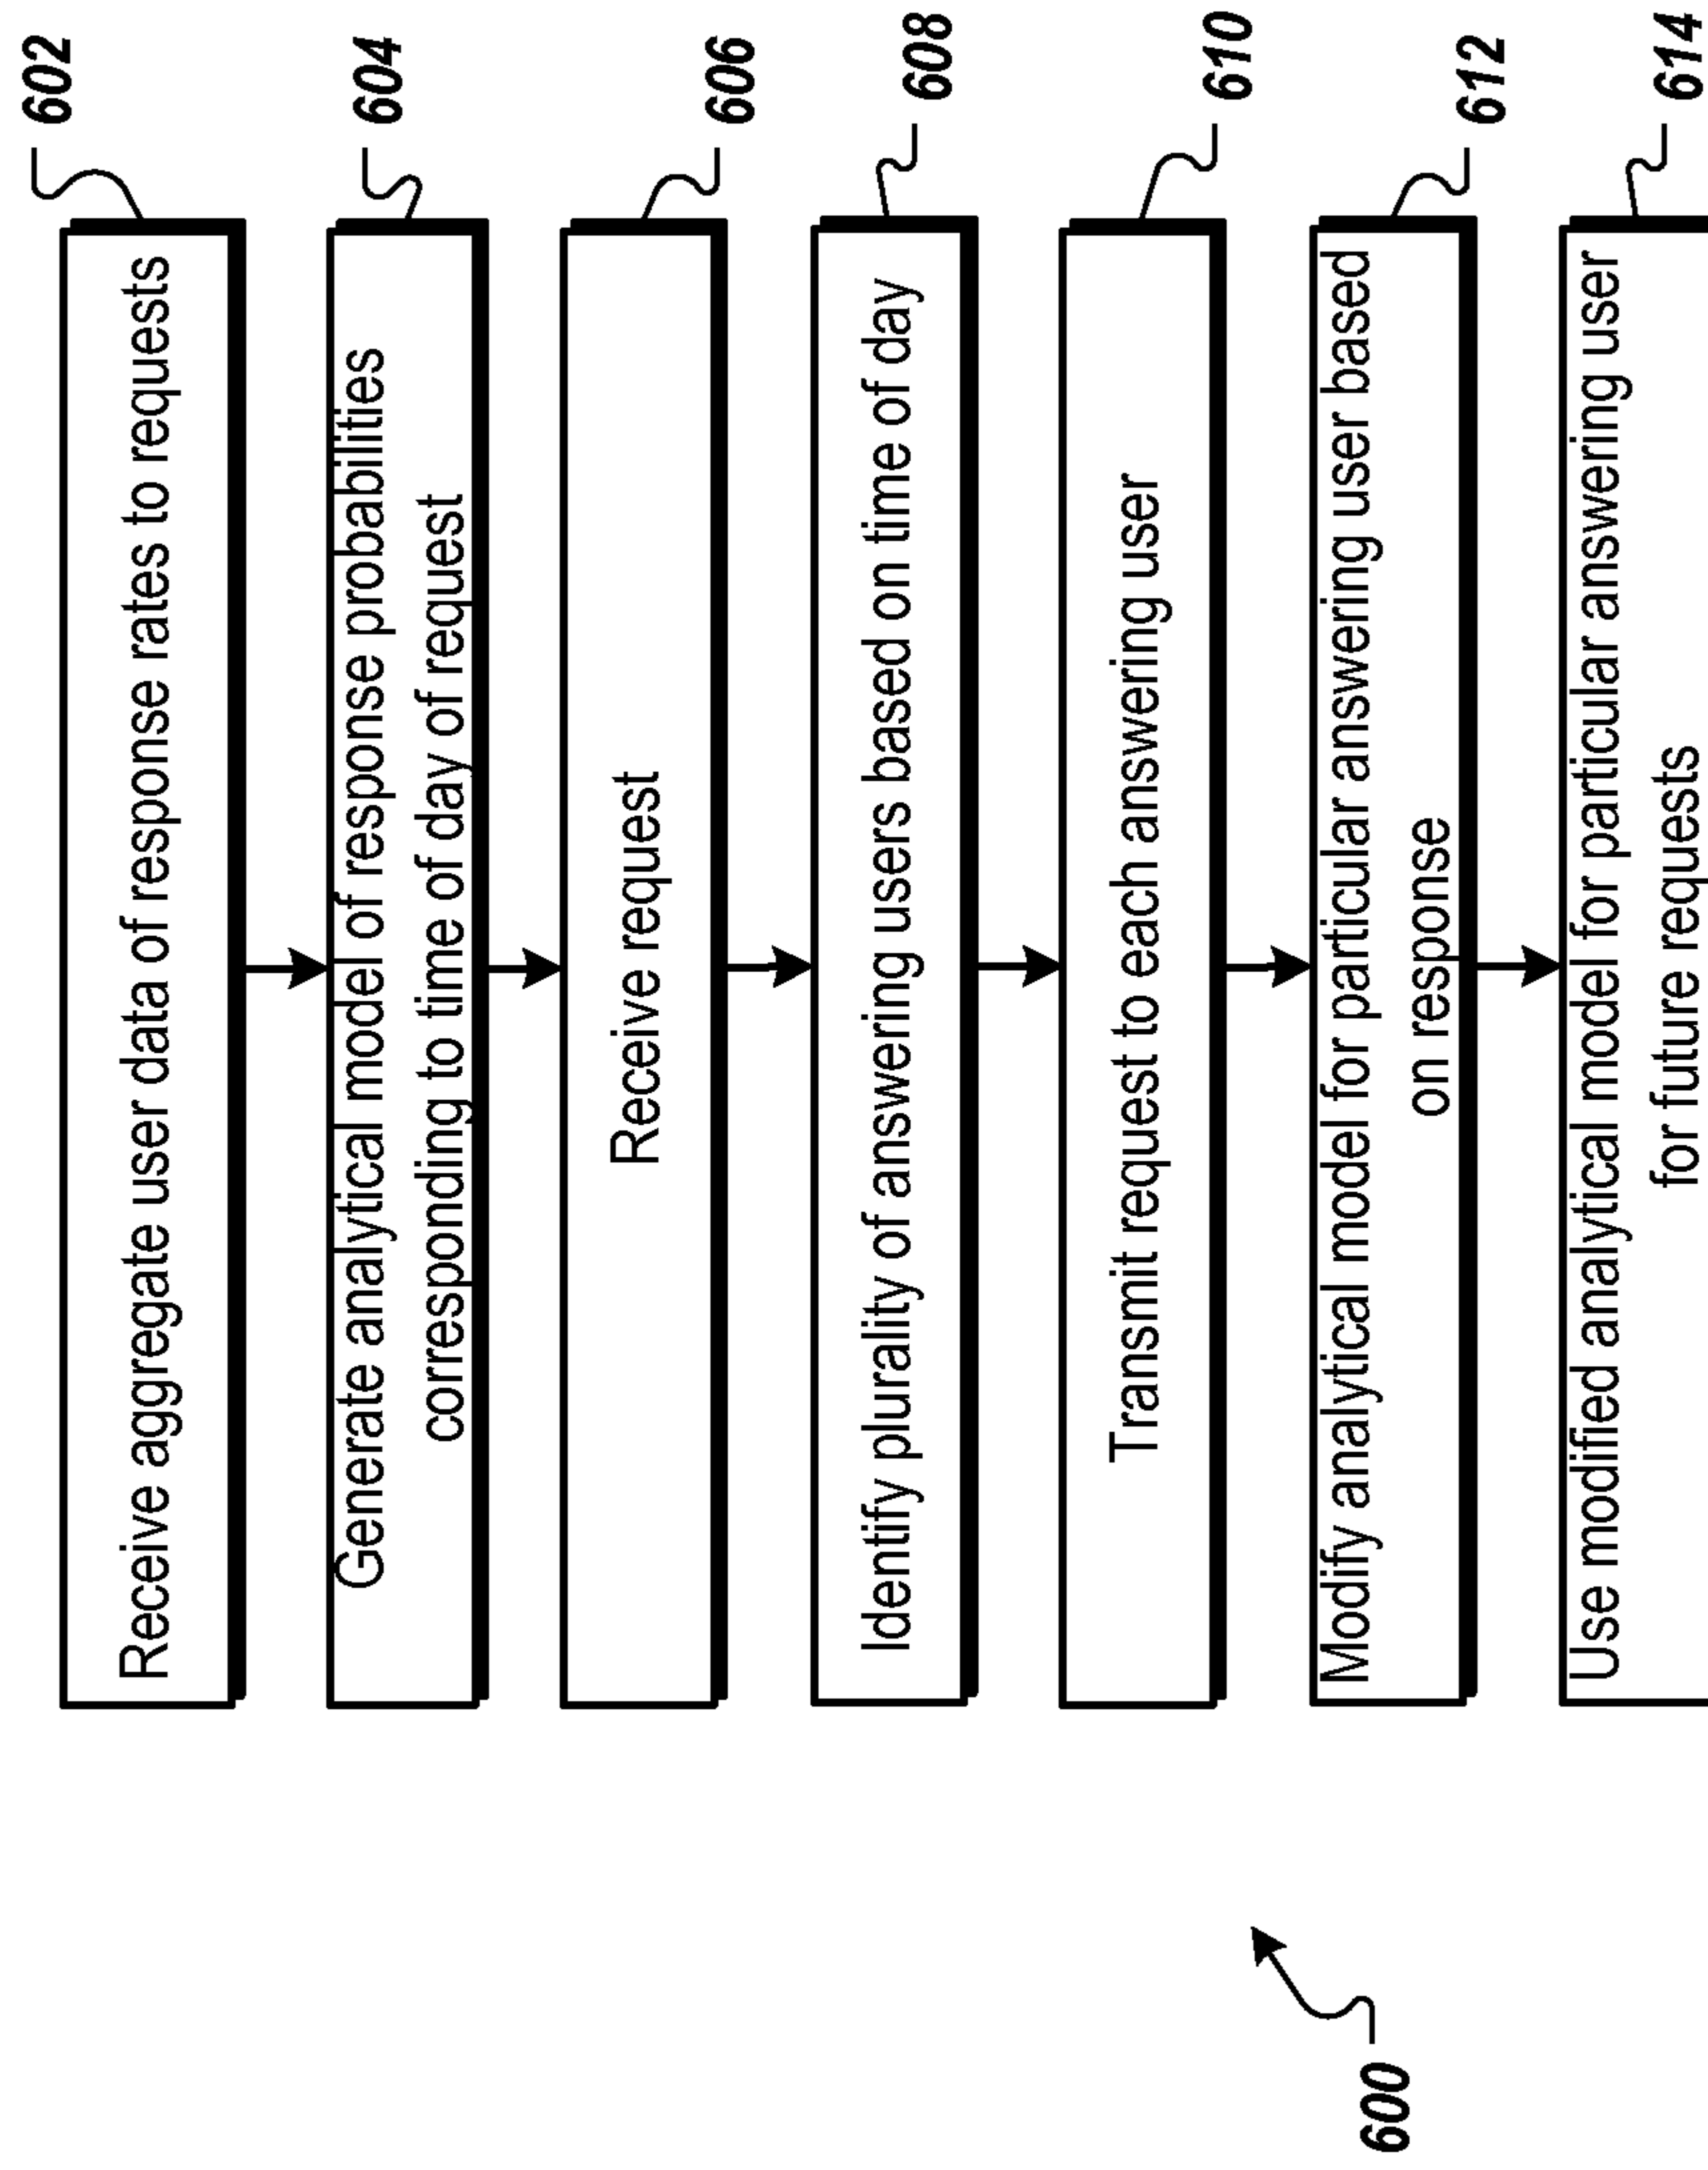 Receive aggregate user data of response rates to requests
602
Generate analytical model of response probabilities
corresponding to time of day of request
604
Receive request
606
Identify plurality of answering users based on time of day
608
Transmit request to each answering user
610
Modify analytical model for particular answering user based
on response
612
Use modified analytical model for particular answering user
for future requests
614
600